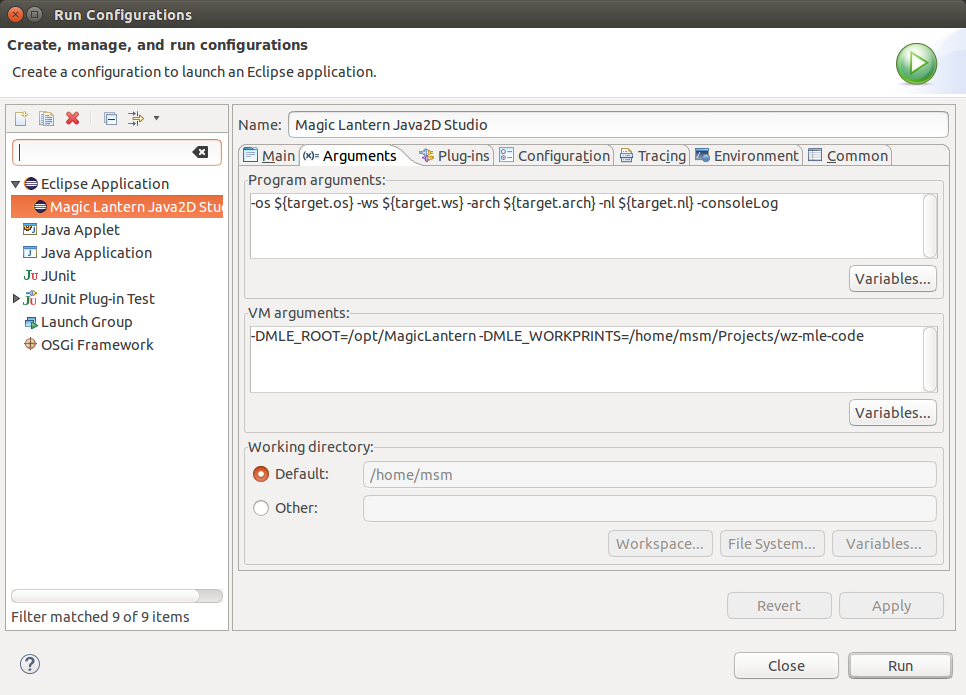 Run Configurations
Create, manage, and run configurations
Create a configuration to launch an Eclipse application.
Name: Magic Lantern Java2D Studio
Main (x)= Arguments Plug-ins Configuration Tracing Environment Common
Eclipse Application
Magic Lantern Java2D Stu
Java Applet
Java Application
JUnit
JUnit Plug-in Test
Launch Group
OSGi Framework
Filter matched 9 of 9 items
Program arguments:
-os ${target.os} -ws ${target.ws} -arch ${target.arch} -nl ${target.nl} -consoleLog
Variables...
VM arguments:
-DMLE_ROOT=/opt/MagicLantern -DMLE_WORKPRINTS=/home/msm/Projects/wz-mle-code
Variables...
Working directory:
Default: /home/msm
Other:
Workspace... File System... Variables...
Revert Apply
? Close Run